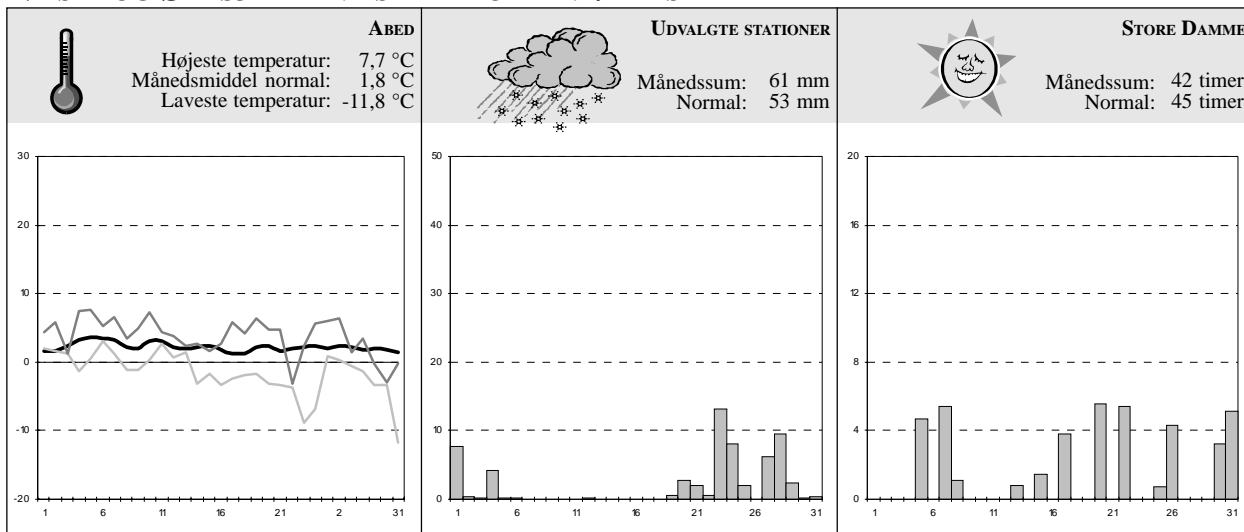 ABED
Højeste temperatur: 7,7 °C
Månedsmiddel normal: 1,8 °C
Laveste temperatur: -11,8 °C
UDVALGTE STATIONER
Månedssum: 61 mm
Normal: 53 mm
STORE DAMME
Månedssum: 42 timer
Normal: 45 timer
30
20
10
0
-10
-20
1 6 11 16 21 2 31
50
40
30
20
10
0
1 6 11 16 21 26 31
20
16
12
8
4
0
1 6 11 16 21 26 31